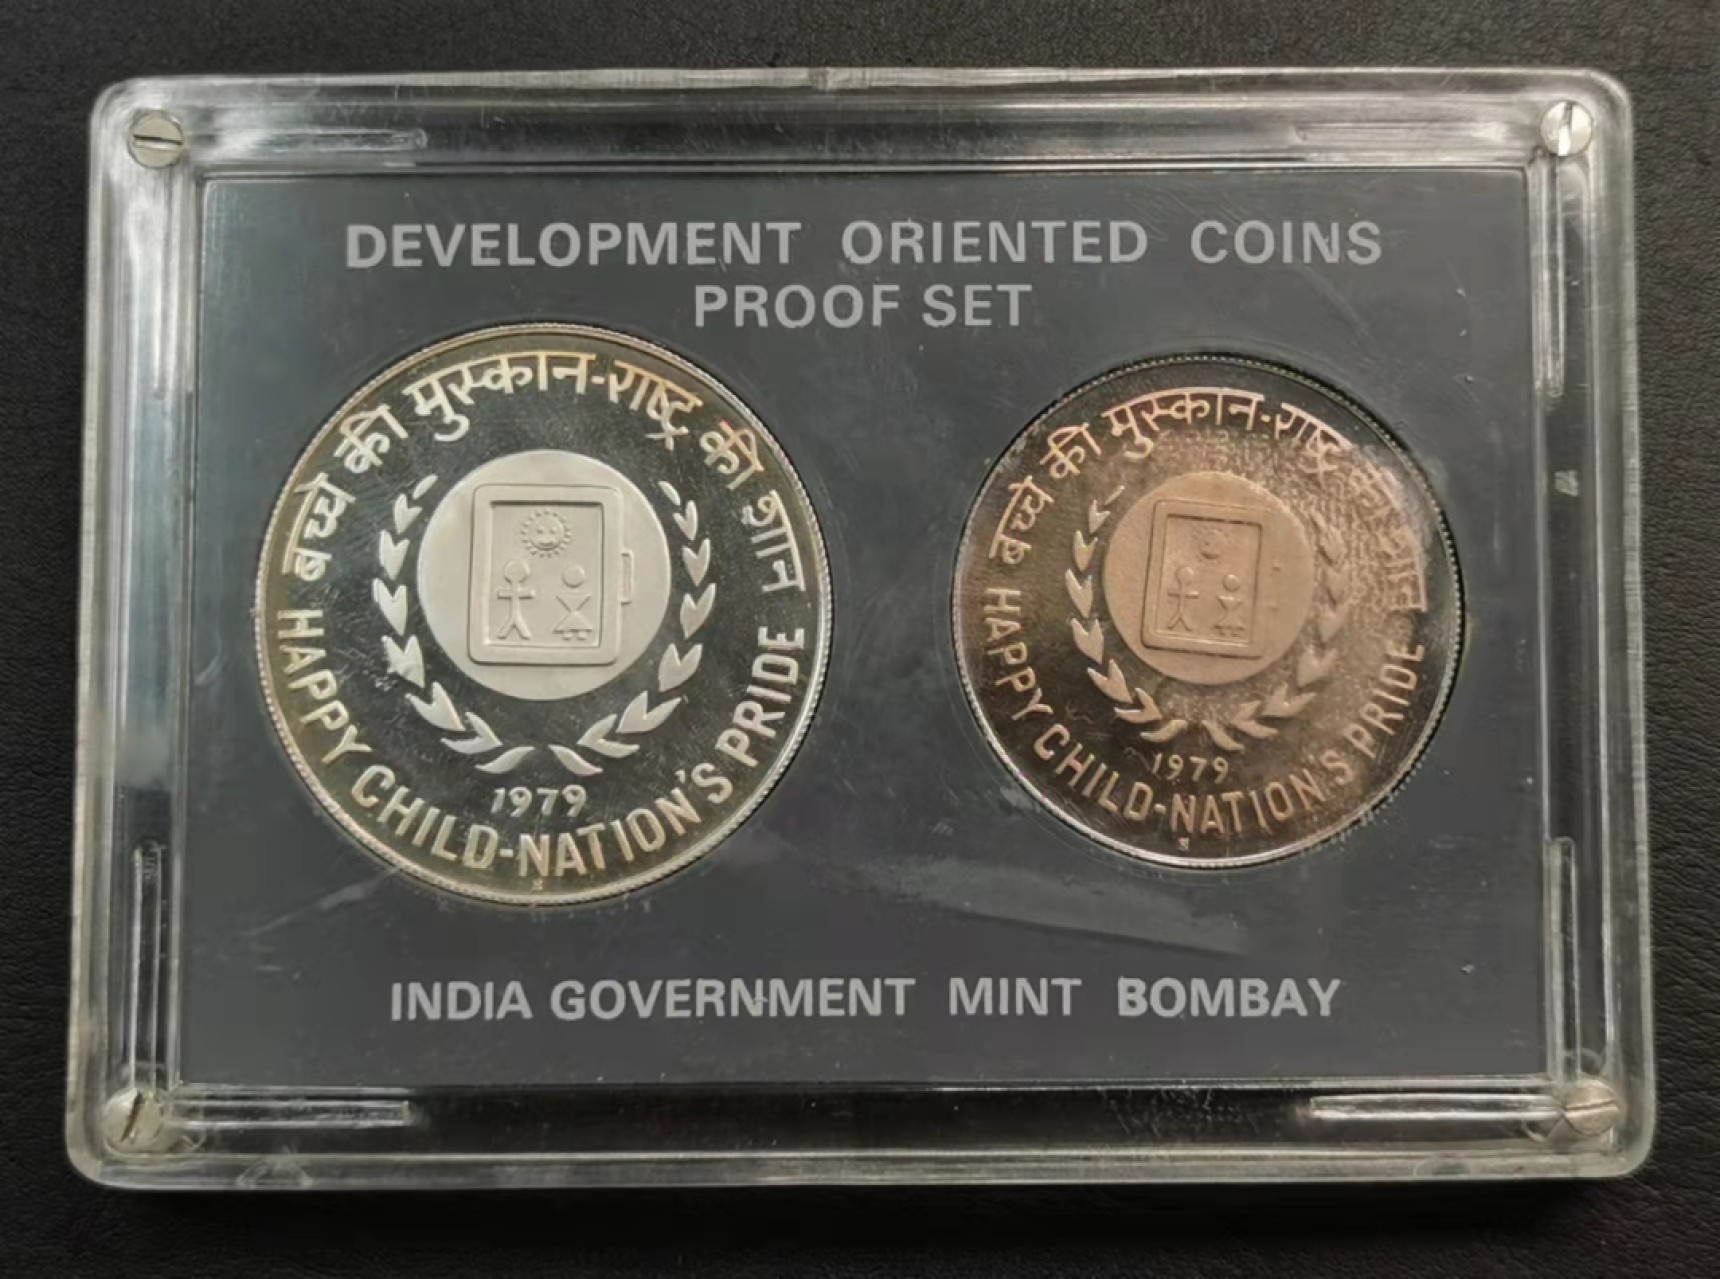 DEVELOPMENT ORIENTED COINS
PROOF SET
बच्चे की मुस्कान-राष्ट्र की शान
HAPPY CHILD-NATION'S PRIDE
1979
बच्चे की मुस्कान-राष्ट्र की शान
HAPPY CHILD-NATION'S PRIDE
1979
INDIA GOVERNMENT MINT BOMBAY